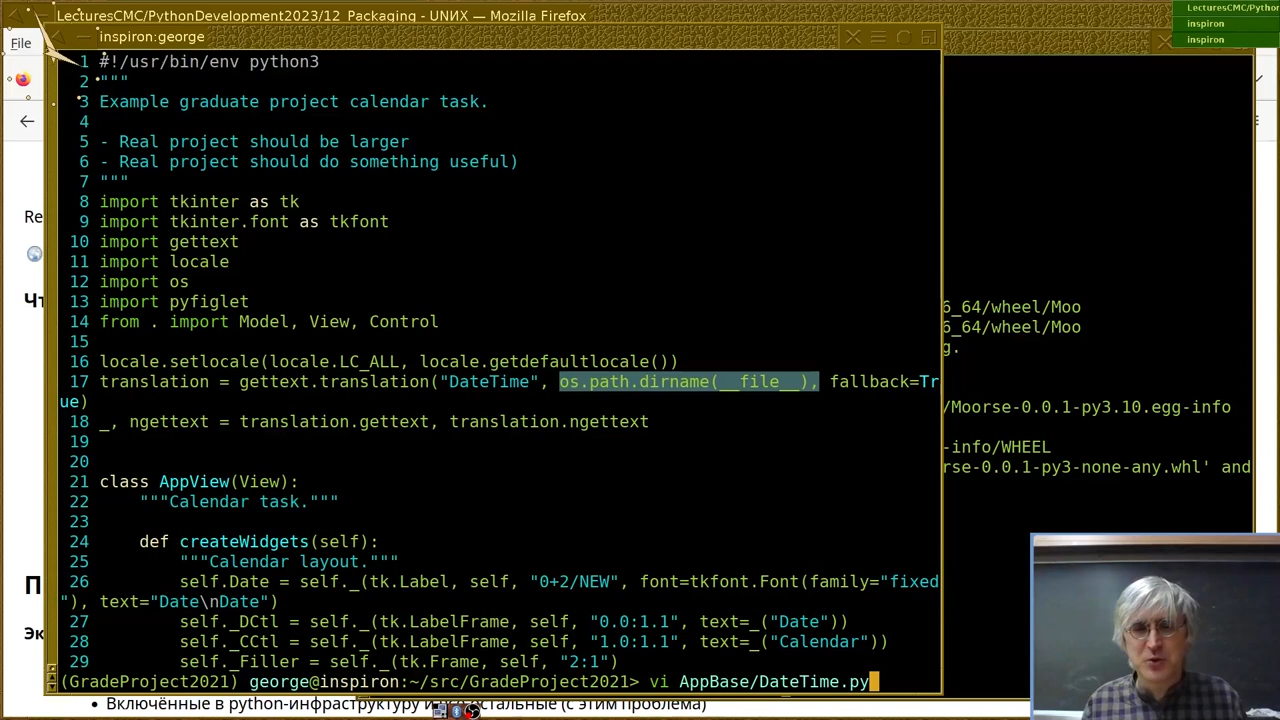 LecturesCMC/PythonDevelopment2023/12_Packaging - UNИX — Mozilla Firefox
LecturesCMC/Pytho
inspiron
inspiron
inspiron:george
File
1 #!/usr/bin/env python3
2 """
3 Example graduate project calendar task.
4
5 - Real project should be larger
6 - Real project should do something useful)
7 """
8 import tkinter as tk
9 import tkinter.font as tkfont
10 import gettext
11 import locale
12 import os
13 import pyfiglet
14 from . import Model, View, Control
15
16 locale.setlocale(locale.LC_ALL, locale.getdefaultlocale())
17 translation = gettext.translation("DateTime", os.path.dirname(__file__), fallback=Tr
ue)
18 _, ngettext = translation.gettext, translation.ngettext
19
20
21 class AppView(View):
22 """Calendar task."""
23
24 def createWidgets(self):
25 """Calendar layout."""
26 self.Date = self._(tk.Label, self, "0+2/NEW", font=tkfont.Font(family="fixed
"), text="Date\nDate")
27 self._DCtl = self._(tk.LabelFrame, self, "0.0:1.1", text=_("Date"))
28 self._CCtl = self._(tk.LabelFrame, self, "1.0:1.1", text=_("Calendar"))
29 self._Filler = self._(tk.Frame, self, "2:1")
(GradeProject2021) george@inspiron:~/src/GradeProject2021> vi AppBase/DateTime.py
6_64/wheel/Moo
6_64/wheel/Moo
g.
/Moorse-0.0.1-py3.10.egg-info
-info/WHEEL
rse-0.0.1-py3-none-any.whl' and
Re
Чт
П
Эк
• Включённые в python-инфраструктуру и остальные (с этим проблема)